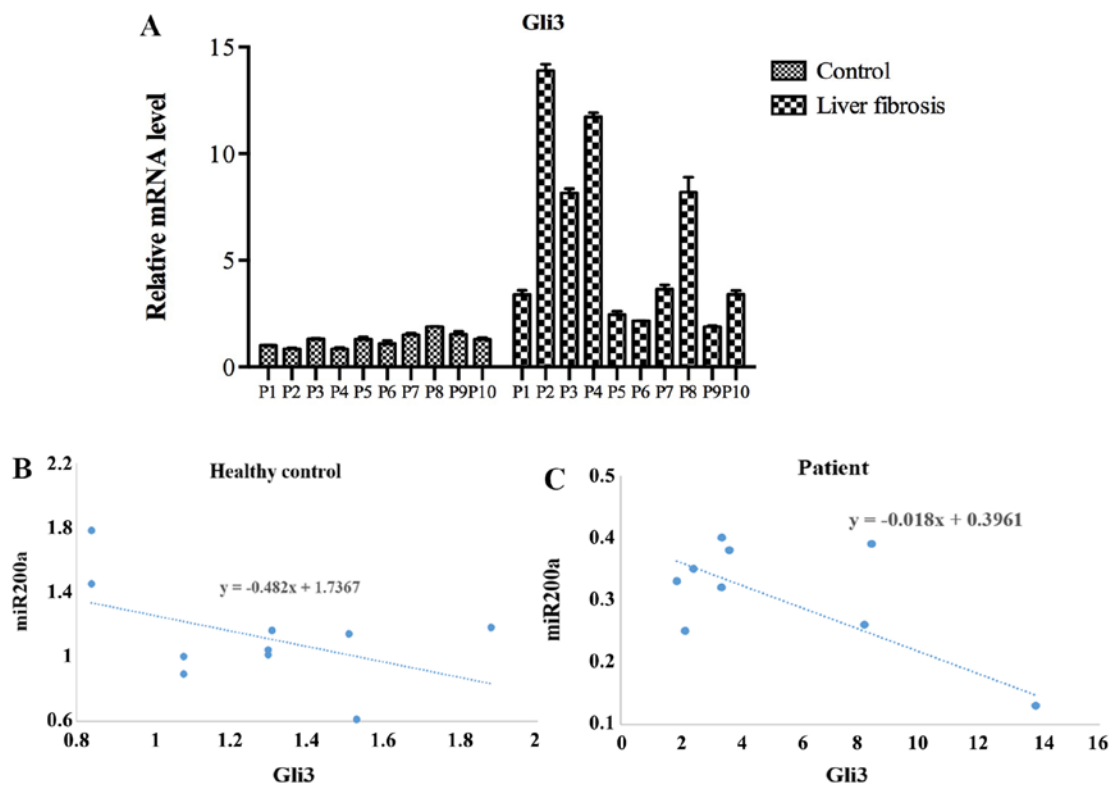 A
Gli3
Relative mRNA level
15
10
5
0
Control
Liver fibrosis
P1 P2 P3 P4 P5 P6 P7 P8 P9 P10 P1 P2 P3 P4 P5 P6 P7 P8 P9 P10
B
Healthy control
miR200a
2.2
1.8
1.4
1
0.6
y = -0.482x + 1.7367
0.8 1 1.2 1.4 1.6 1.8 2
Gli3
C
Patient
miR200a
0.5
0.4
0.3
0.2
0.1
y = -0.018x + 0.3961
0 2 4 6 8 10 12 14 16
Gli3